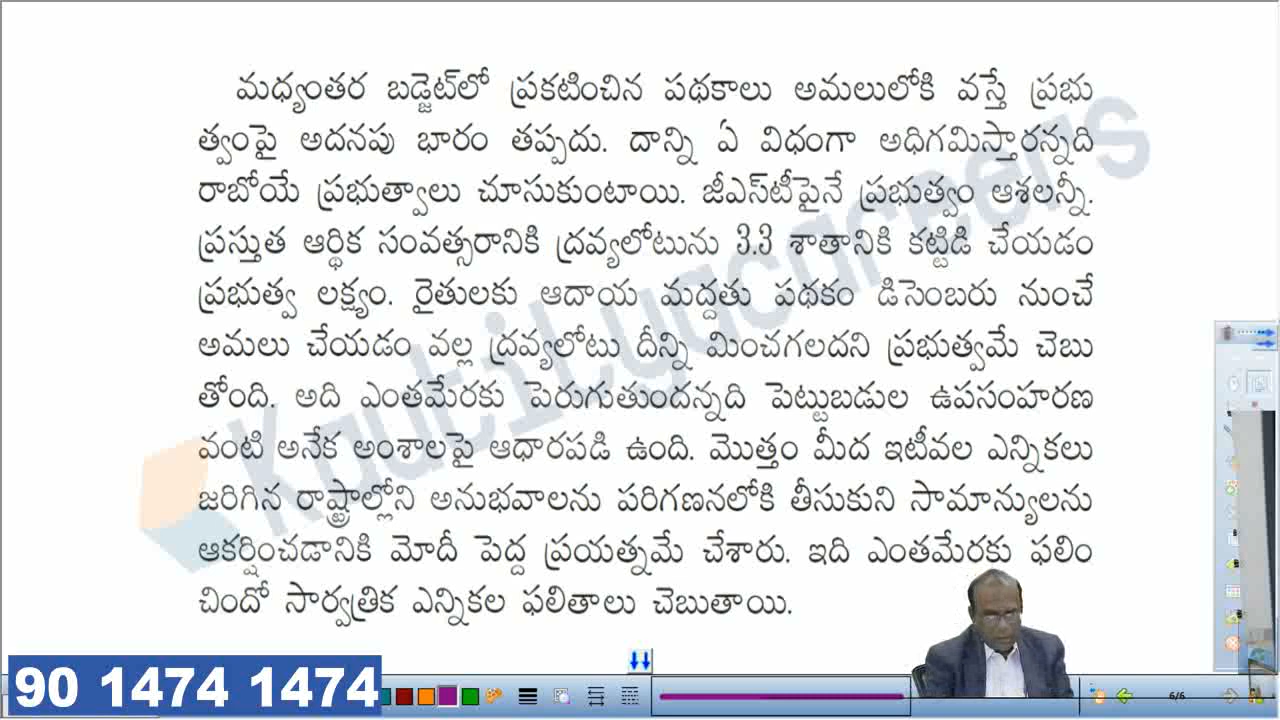 మధ్యంతర బడ్జెట్‌లో ప్రకటించిన పథకాలు అమలులోకి వస్తే ప్రభు
త్వంపై అదనపు భారం తప్పదు. దాన్ని ఏ విధంగా అధిగమిస్తారన్నది
రాబోయే ప్రభుత్వాలు చూసుకుంటాయి. జీఎస్‌టీపైనే ప్రభుత్వం ఆశలన్నీ.
ప్రస్తుత ఆర్థిక సంవత్సరానికి ద్రవ్యలోటును 3.3 శాతానికి కట్టిడి చేయడం
ప్రభుత్వ లక్ష్యం. రైతులకు ఆదాయ మద్దతు పథకం డిసెంబరు నుంచే
అమలు చేయడం వల్ల ద్రవ్యలోటు దీన్ని మించగలదని ప్రభుత్వమే చెబు
తోంది. అది ఎంతమేరకు పెరుగుతుందన్నది పెట్టుబడుల ఉపసంహరణ
వంటి అనేక అంశాలపై ఆధారపడి ఉంది. మొత్తం మీద ఇటీవల ఎన్నికలు
జరిగిన రాష్ట్రాల్లోని అనుభవాలను పరిగణనలోకి తీసుకుని సామాన్యులను
ఆకర్షించడానికి మోదీ పెద్ద ప్రయత్నమే చేశారు. ఇది ఎంతమేరకు ఫలిం
చిందో సార్వత్రిక ఎన్నికల ఫలితాలు చెబుతాయి.
Kautilyacareers
90 1474 1474
6/6